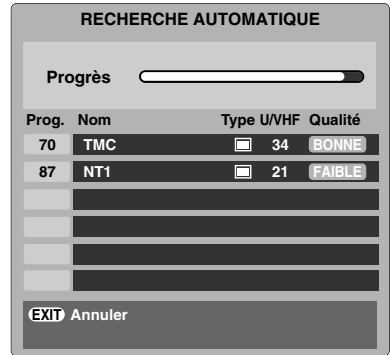 RECHERCHE AUTOMATIQUE
Progrès
Prog. Nom Type U/VHF Qualité
70 TMC 34 BONNE
87 NT1 21 FAIBLE
EXIT Annuler